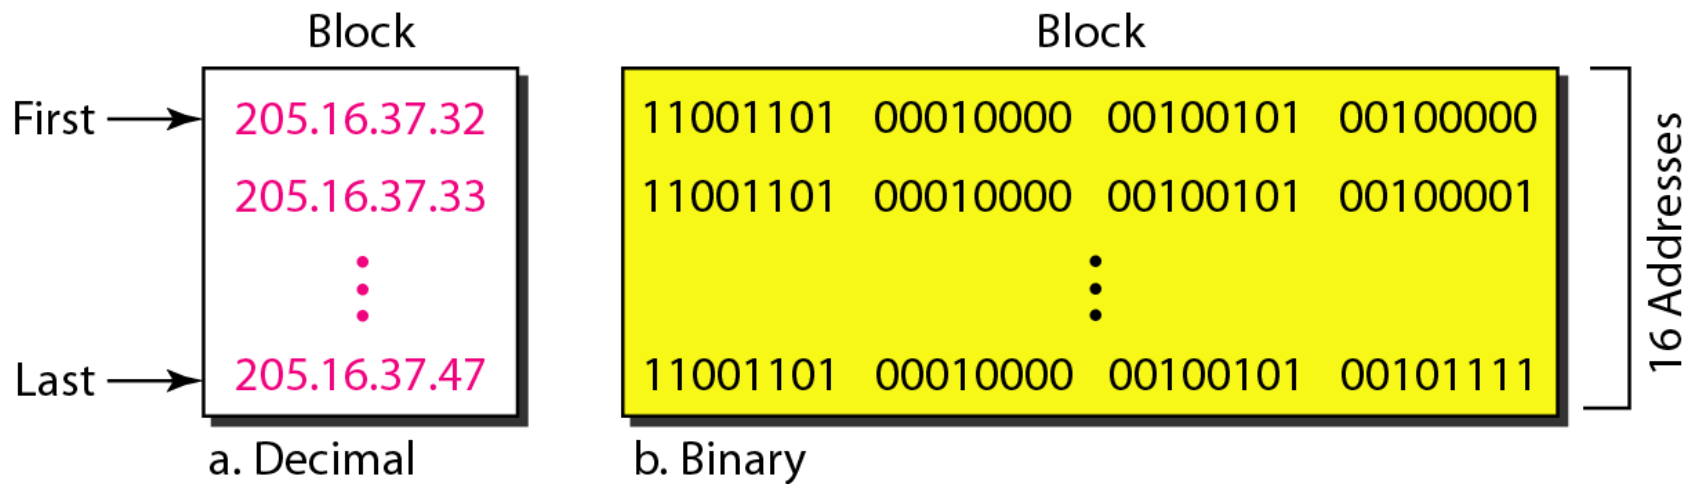 Block
Block
First
205.16.37.32
11001101 00010000 00100101 00100000
205.16.37.33
11001101 00010000 00100101 00100001
Last
205.16.37.47
11001101 00010000 00100101 00101111
16 Addresses
a. Decimal
b. Binary